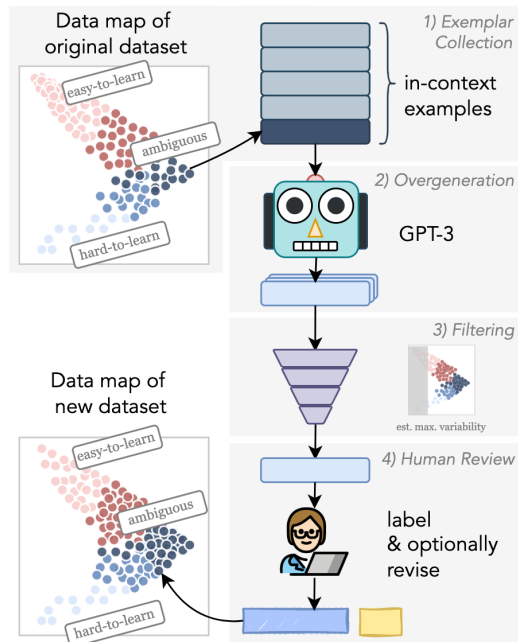 Data map of
original dataset
easy-to-learn
ambiguous
hard-to-learn
1) Exemplar
Collection
in-context
examples
2) Overgeneration
GPT-3
3) Filtering
est. max. variability
Data map of
new dataset
easy-to-learn
ambiguous
hard-to-learn
4) Human Review
label
& optionally
revise